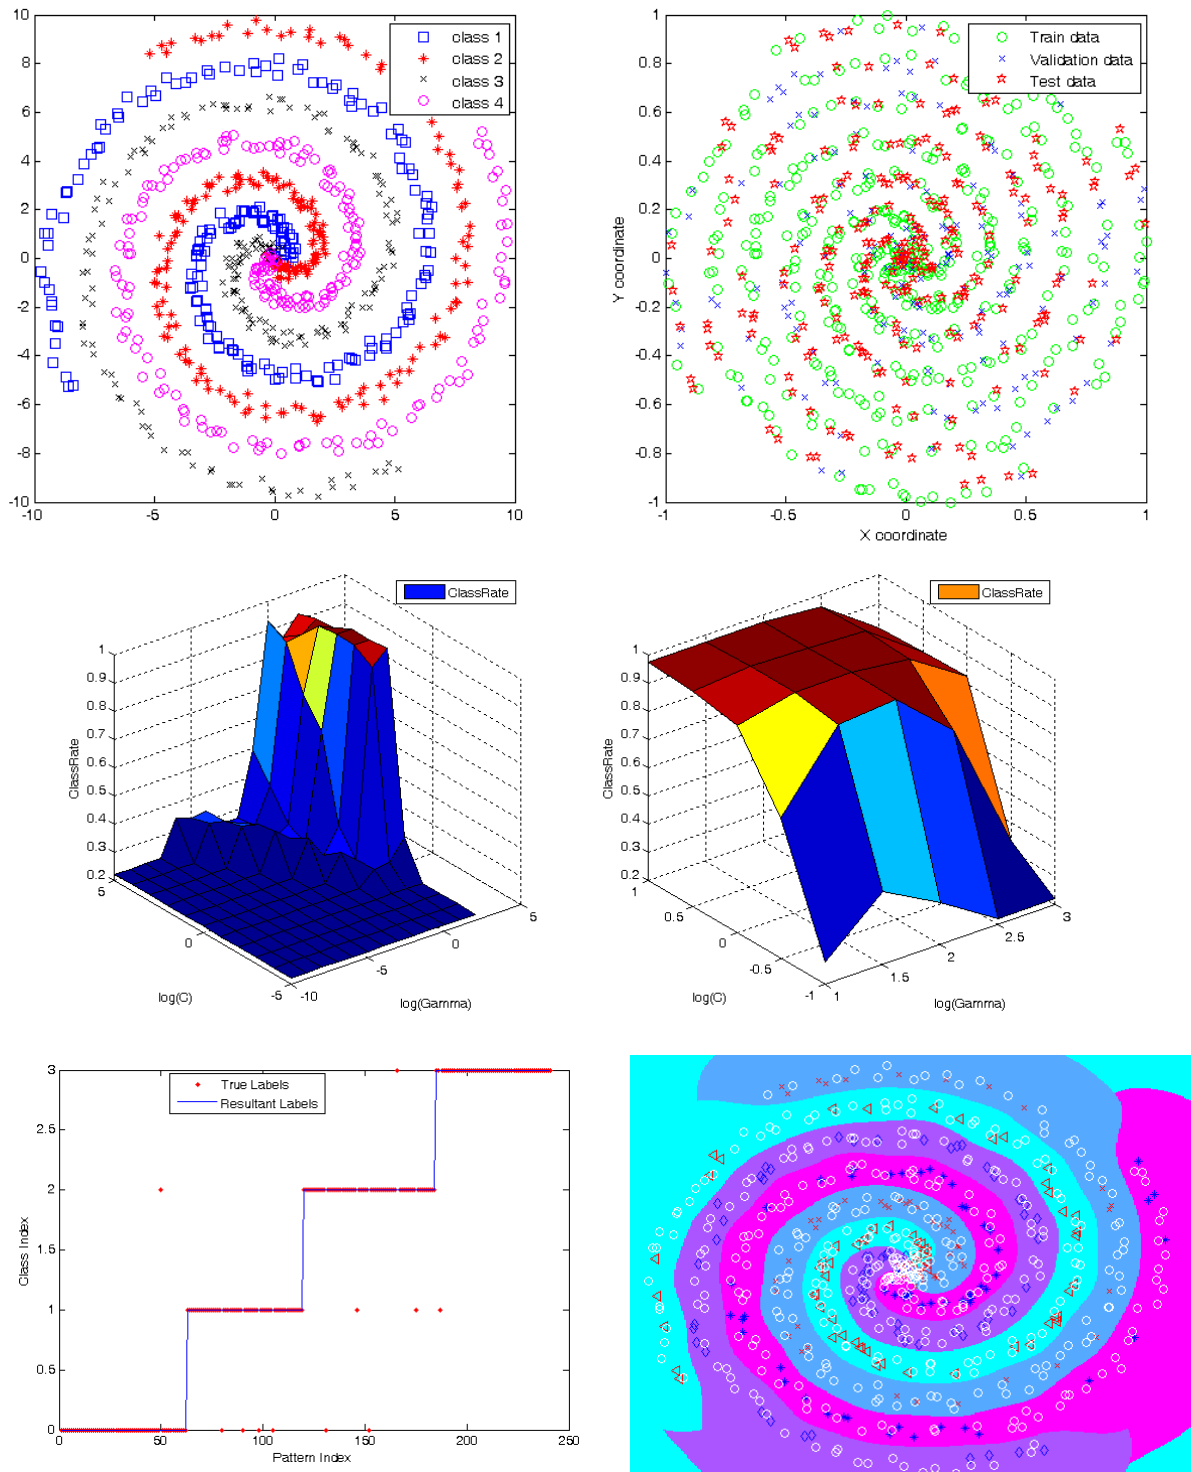 10
8
6
4
2
0
-2
-4
-6
-8
-10
-10 -5 0 5 10
class 1
class 2
class 3
class 4
1
0.8
0.6
0.4
0.2
0
-0.2
-0.4
-0.6
-0.8
-1
-1 -0.5 0 0.5 1
Y coordinate
X coordinate
Train data
Validation data
Test data
ClassRate
1
0.9
0.8
0.7
0.6
0.5
0.4
0.3
0.2
ClassRate
5
0
-5
log(C)
-10
-5
0
5
log(Gamma)
ClassRate
1
0.9
0.8
0.7
0.6
0.5
0.4
0.3
0.2
ClassRate
1
0.5
0
-0.5
-1
log(C)
1
1.5
2
2.5
3
log(Gamma)
3
2.5
2
1.5
1
0.5
0
Class Index
True Labels
Resultant Labels
0 50 100 150 200 250
Pattern Index